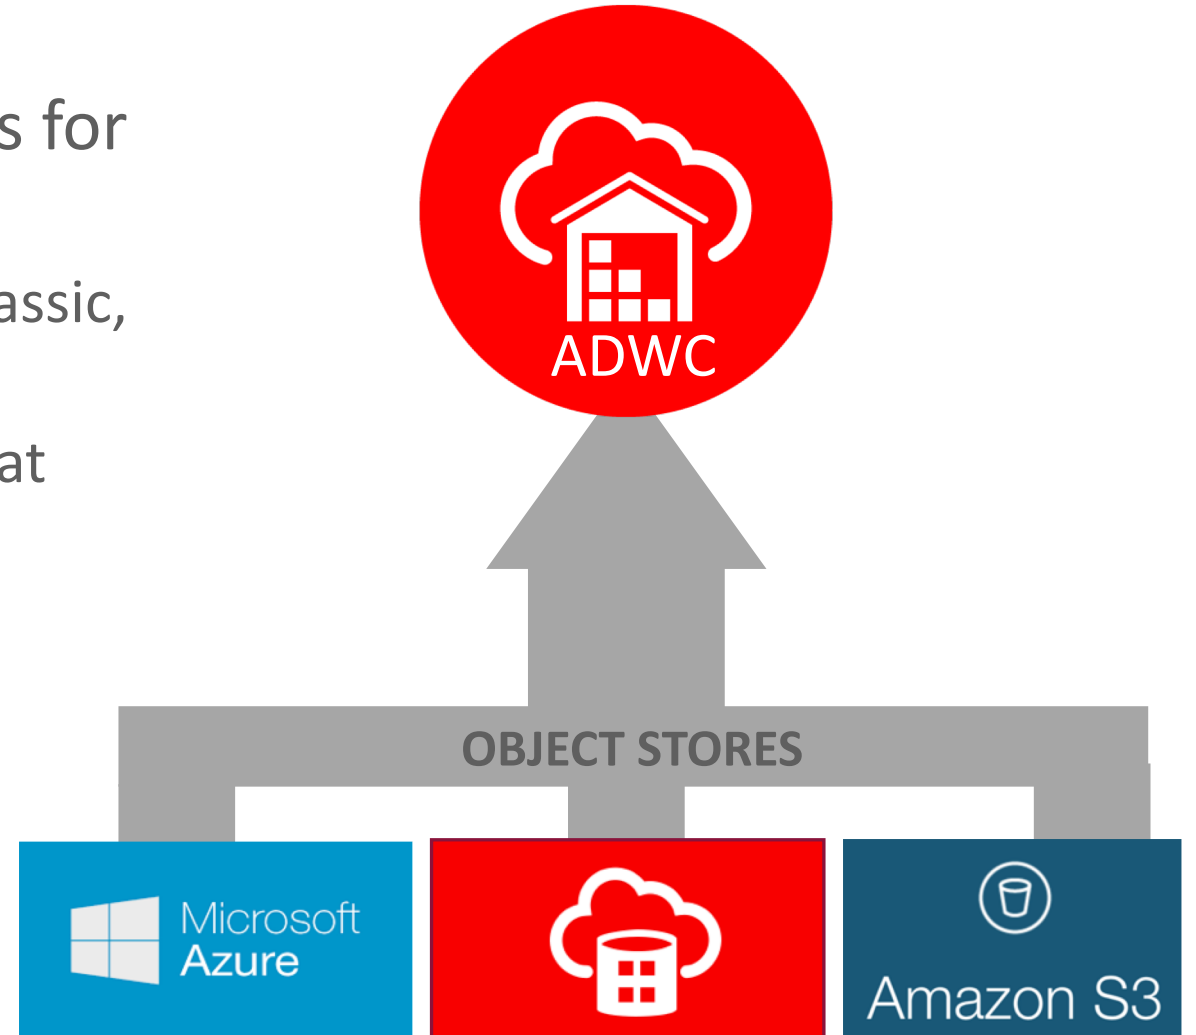 s for
assic,
at
ADWC
OBJECT STORES
Microsoft
Azure
Amazon S3